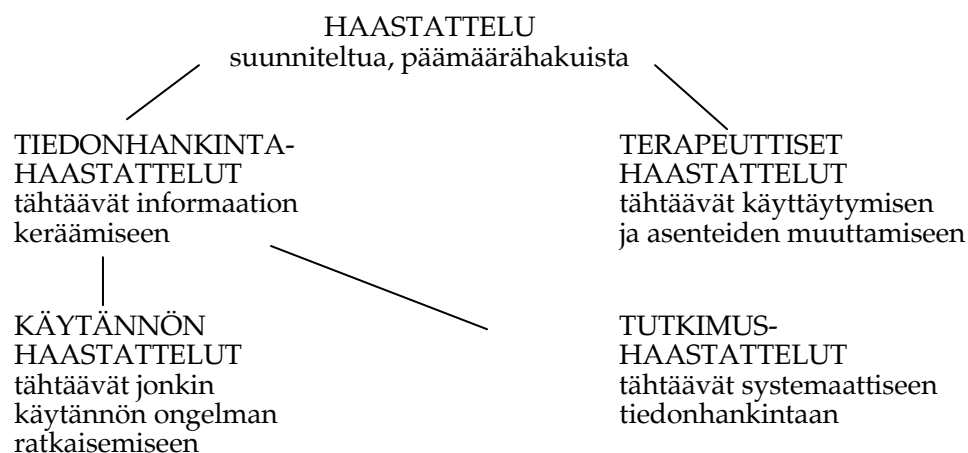 HAASTATTELU
suunniteltua, päämäärähakuista
TIEDONHANKINTA-
HAASTATTELUT
tähtäävät informaation
keräämiseen
TERAPEUTTISET
HAASTATTELUT
tähtäävät käyttäytymisen
ja asenteiden muuttamiseen
KÄYTÄNNÖN
HAASTATTELUT
tähtäävät jonkin
käytännön ongelman
ratkaisemiseen
TUTKIMUS-
HAASTATTELUT
tähtäävät systemaattiseen
tiedonhankintaan